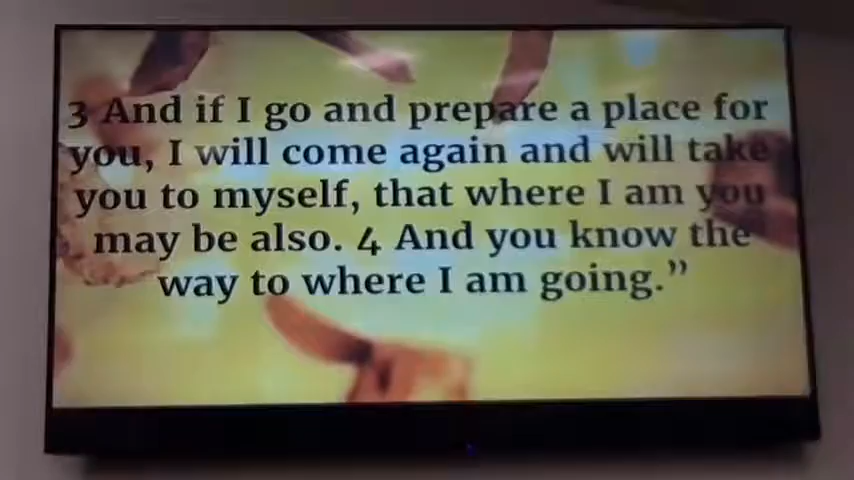 3 And if I go and prepare a place for
you, I will come again and will take
you to myself, that where I am you
may be also. 4 And you know the
way to where I am going.”